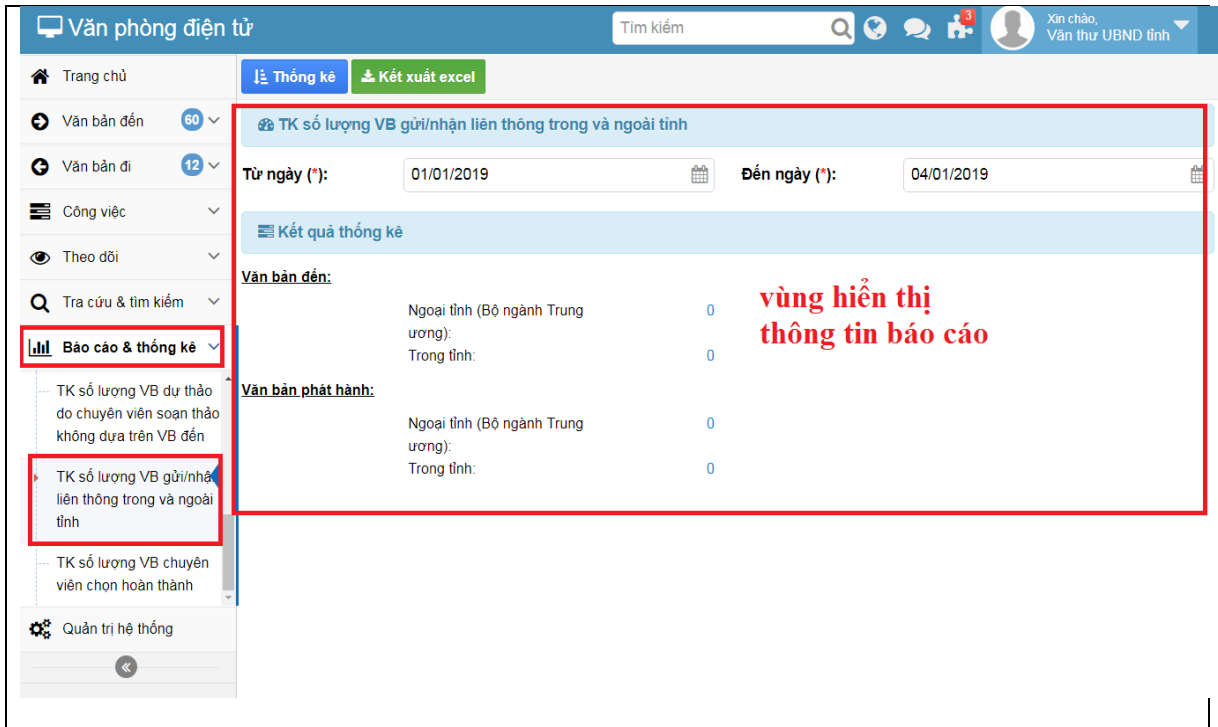 Văn phòng điện tử
Tìm kiếm
3
Xin chào,
Văn thư UBND tỉnh
Trang chủ
Văn bản đến 60
Văn bản đi 12
Công việc
Theo dõi
Tra cứu & tìm kiếm
Báo cáo & thống kê
TK số lượng VB dự thảo
do chuyên viên soạn thảo
không dựa trên VB đến
TK số lượng VB gửi/nhận
liên thông trong và ngoài
tỉnh
TK số lượng VB chuyên
viên chọn hoàn thành
Quản trị hệ thống
Thống kê
Kết xuất excel
TK số lượng VB gửi/nhận liên thông trong và ngoài tỉnh
Từ ngày (*): 01/01/2019 Đến ngày (*): 04/01/2019
Kết quả thống kê
Văn bản đến:
Ngoại tỉnh (Bộ ngành Trung 0
ương):
Trong tỉnh: 0
Văn bản phát hành:
Ngoại tỉnh (Bộ ngành Trung 0
ương):
Trong tỉnh: 0
vùng hiển thị
thông tin báo cáo